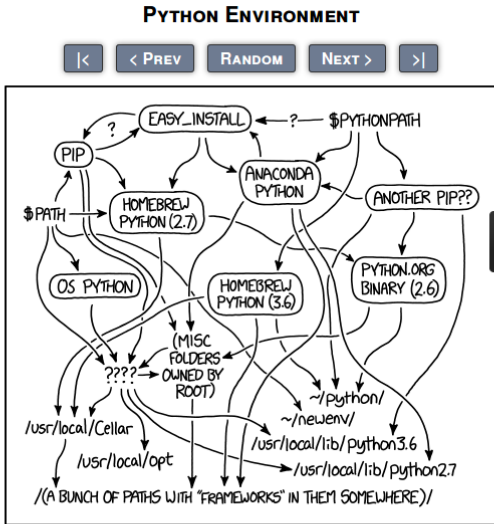 PYTHON ENVIRONMENT
|< < PREV RANDOM NEXT > >|
EASY_INSTALL
?
?
$PYTHONPATH
PIP
ANACONDA
PYTHON
HOMEBREW
PYTHON (2.7)
ANOTHER PIP??
$PATH
OS PYTHON
HOMEBREW
PYTHON (3.6)
PYTHON.ORG
BINARY (2.6)
(MISC
FOLDERS
OWNED BY
ROOT)
????
~/python/
~/newenv/
/usr/local/Cellar
/usr/local/opt
/usr/local/lib/python3.6
/usr/local/lib/python2.7
/(A BUNCH OF PATHS WITH "FRAMEWORKS" IN THEM SOMEWHERE)/